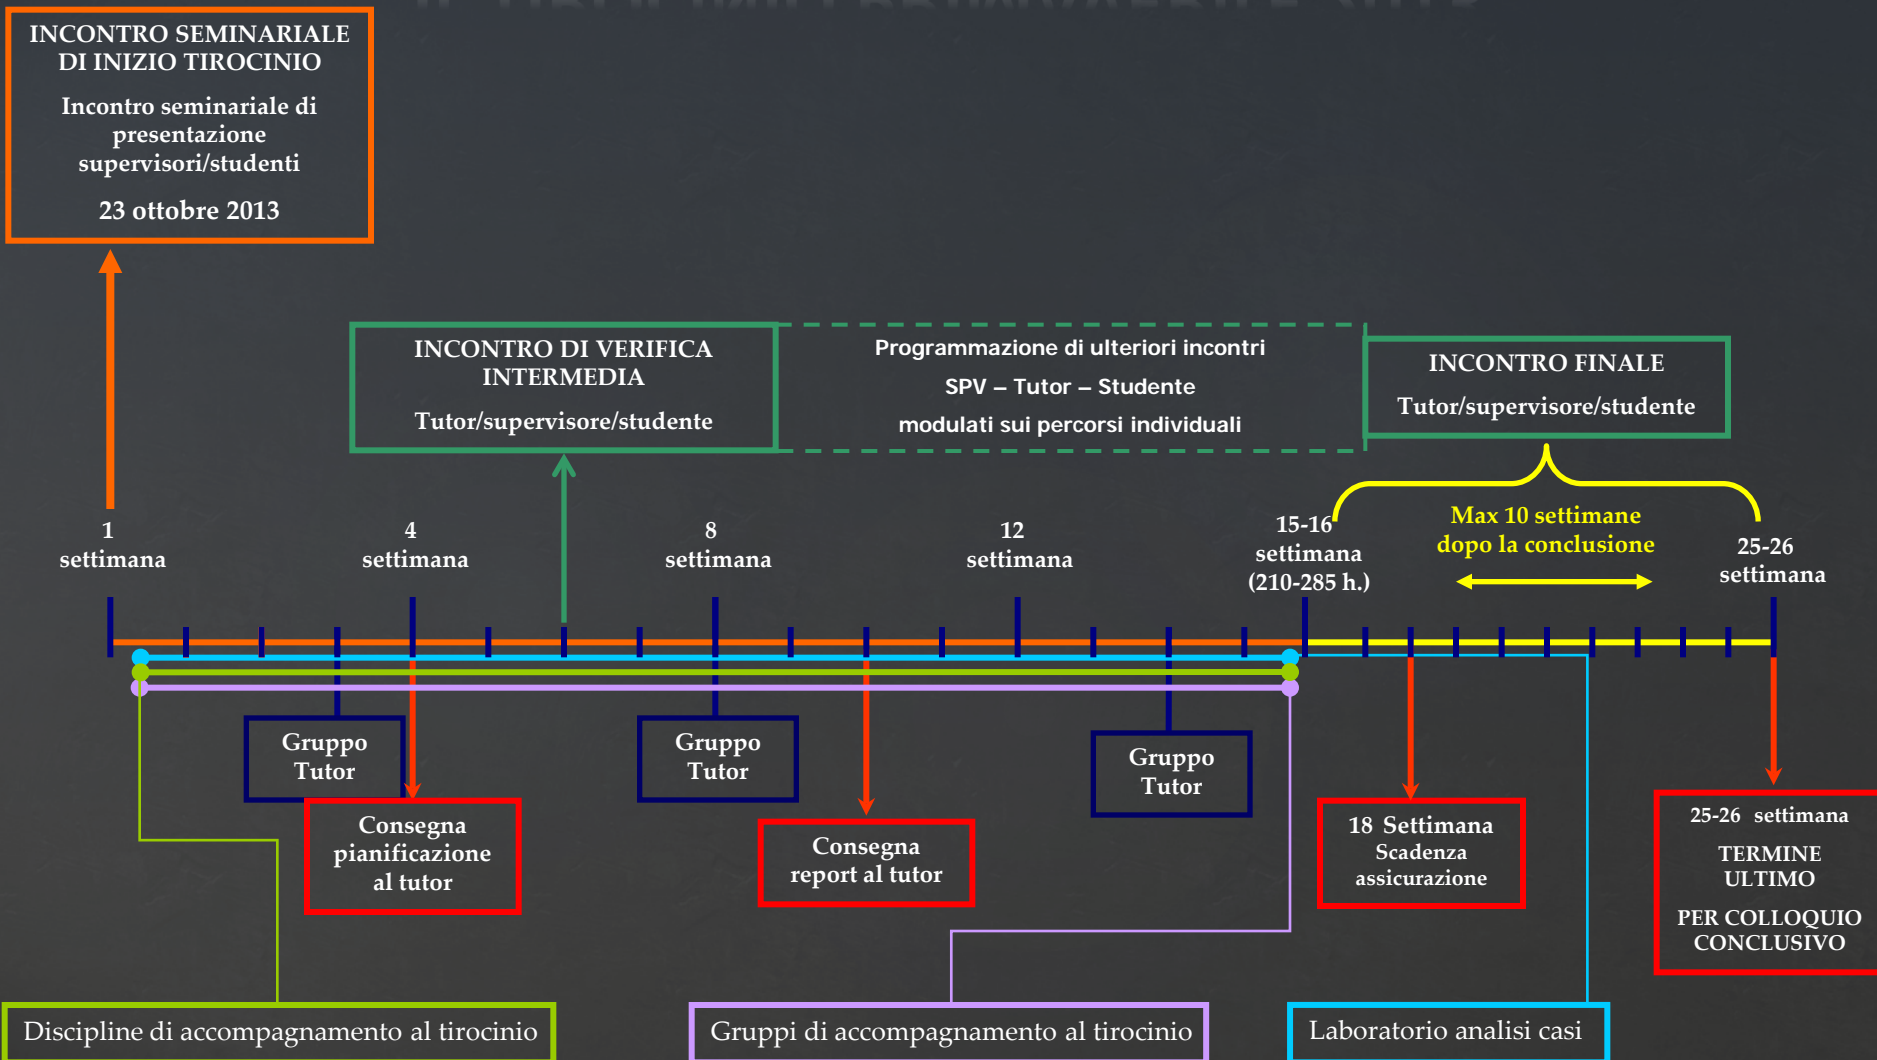 INCONTRO SEMINARIALE
DI INIZIO TIROCINIO
Incontro seminariale di
presentazione
supervisori/studenti
23 ottobre 2013
INCONTRO DI VERIFICA
INTERMEDIA
Tutor/supervisore/studente
Programmazione di ulteriori incontri
SPV – Tutor – Studente
modulati sui percorsi individuali
INCONTRO FINALE
Tutor/supervisore/studente
1
settimana
4
settimana
8
settimana
12
settimana
15-16
settimana
(210-285 h.)
Max 10 settimane
dopo la conclusione
25-26
settimana
Gruppo
Tutor
Gruppo
Tutor
Gruppo
Tutor
Consegna
pianificazione
al tutor
Consegna
report al tutor
18 Settimana
Scadenza
assicurazione
25-26 settimana
TERMINE
ULTIMO
PER COLLOQUIO
CONCLUSIVO
Discipline di accompagnamento al tirocinio
Gruppi di accompagnamento al tirocinio
Laboratorio analisi casi